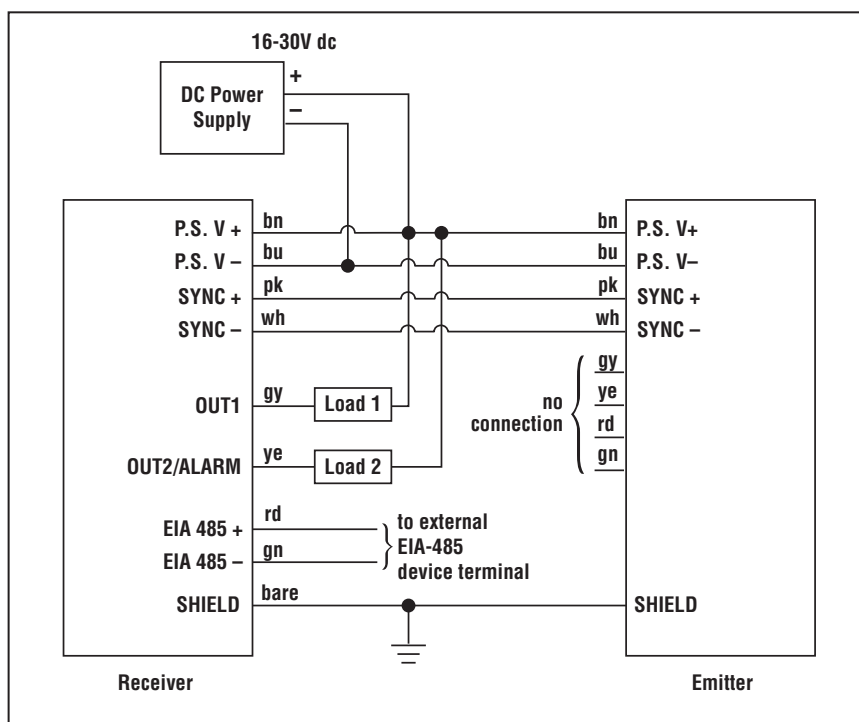 16-30V dc
+
DC Power
Supply
–
P.S. V +
bn
bn
P.S. V+
P.S. V –
bu
bu
P.S. V–
SYNC +
pk
pk
SYNC +
SYNC –
wh
wh
SYNC –
OUT1
gy
Load 1
OUT2/ALARM
ye
Load 2
no
connection
gy
ye
rd
gn
EIA 485 +
rd
EIA 485 –
gn
to external
EIA-485
device terminal
SHIELD
bare
SHIELD
Receiver
Emitter